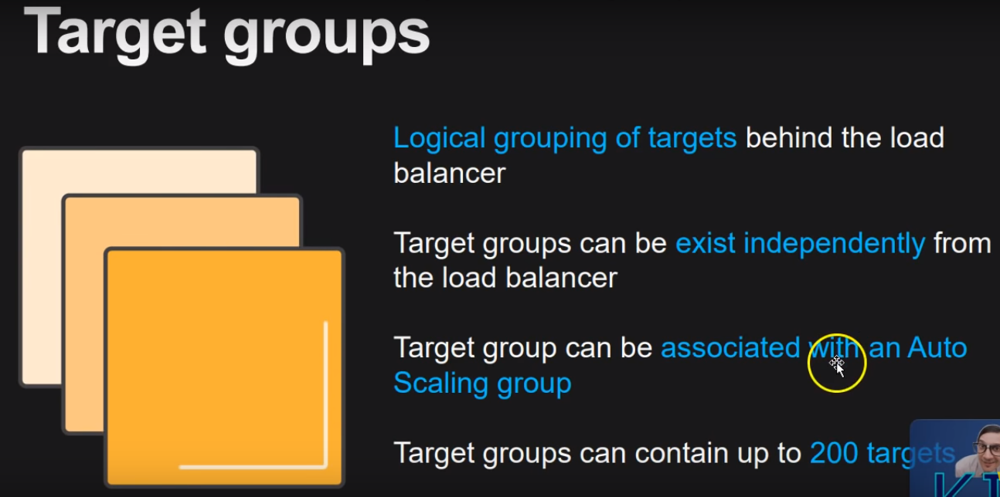 Target groups
Logical grouping of targets behind the load
balancer
Target groups can be exist independently from
the load balancer
Target group can be associated with an Auto
Scaling group
Target groups can contain up to 200 targets